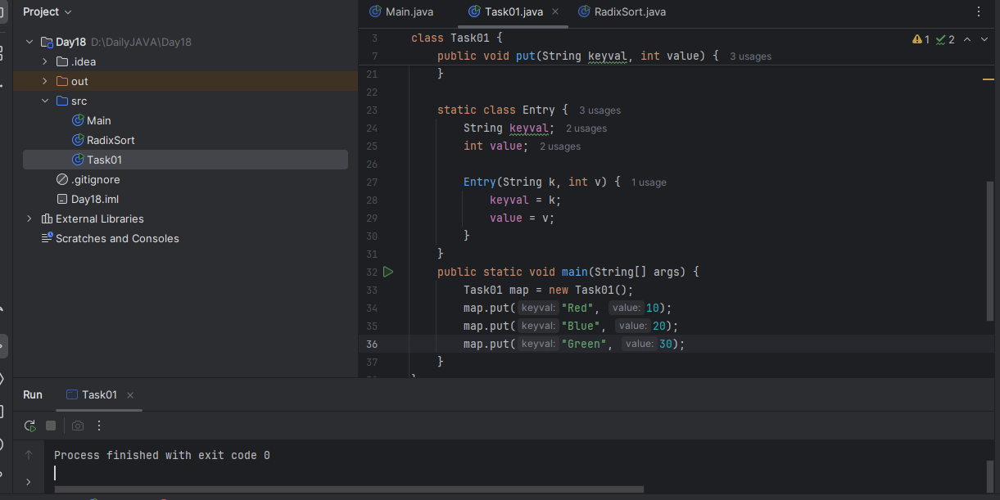 Project
Day18 D:\DailyJAVA\Day18
.idea
out
src
Main
RadixSort
Task01
.gitignore
Day18.iml
External Libraries
Scratches and Consoles
Main.java Task01.java RadixSort.java
1 2
3 class Task01 {
7 public void put(String keyval, int value) { 3 usages
21 }
22
23 static class Entry { 3 usages
24 String keyval; 2 usages
25 int value; 2 usages
26
27 Entry(String k, int v) { 1 usage
28 keyval = k;
29 value = v;
30 }
31 }
32 public static void main(String[] args) {
33 Task01 map = new Task01();
34 map.put( keyval: "Red", value: 10);
35 map.put( keyval: "Blue", value: 20);
36 map.put( keyval: "Green", value: 30);
37 }
Run Task01
Process finished with exit code 0